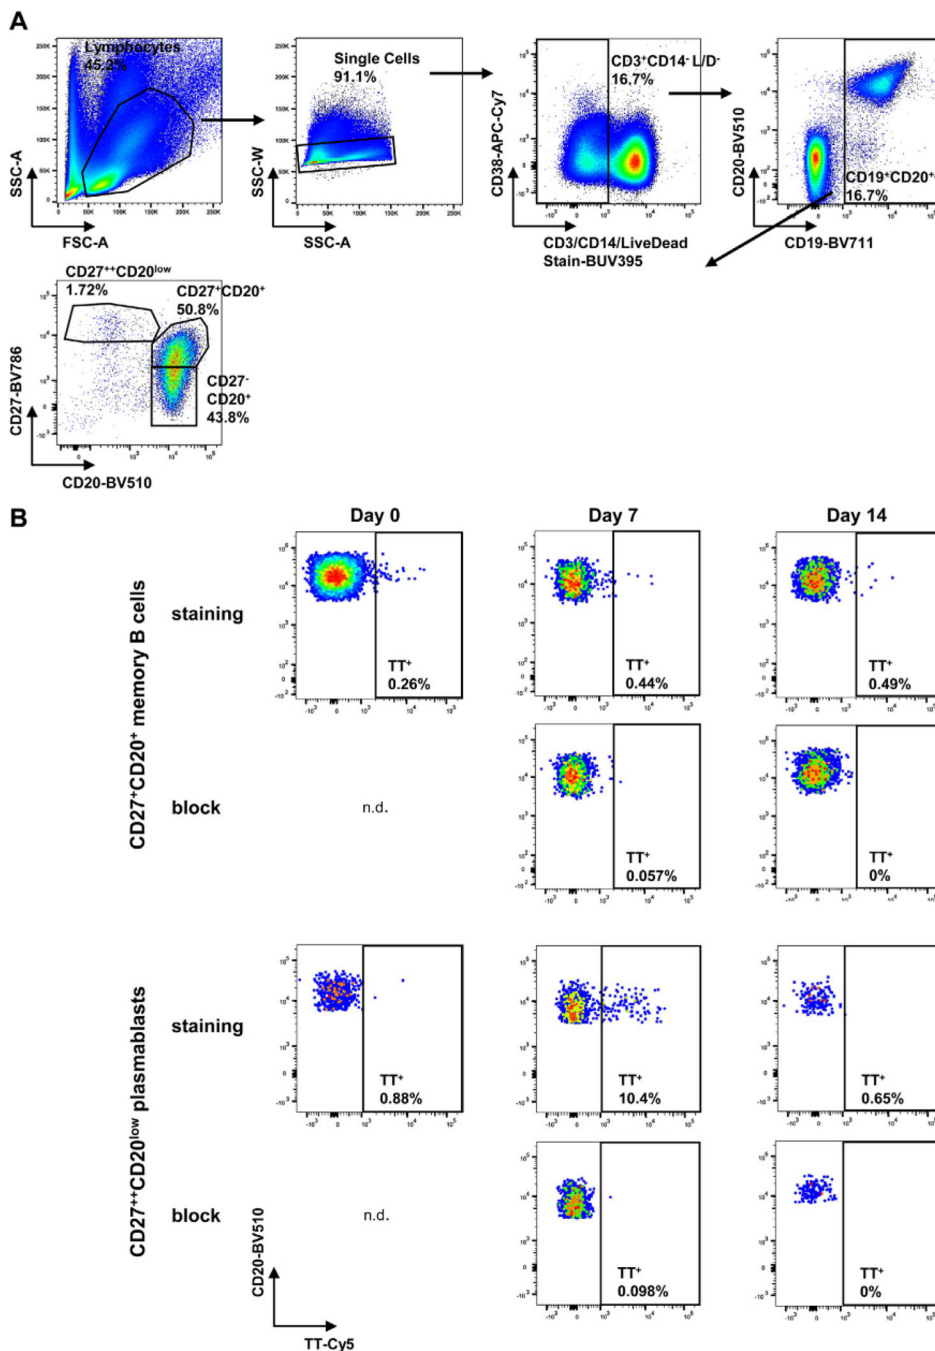 A
Lymphocytes
45.2%
SSC-A
FSC-A
Single Cells
91.1%
SSC-W
SSC-A
CD3⁺CD14⁻ L/D⁻
16.7%
CD38-APC-Cy7
CD3/CD14/LiveDead
Stain-BUV395
CD19⁺CD20⁺
16.7%
CD20-BV510
CD19-BV711
CD27⁺⁺CD20ˡᵒʷ
1.72%
CD27⁺CD20⁺
50.8%
CD27⁻
CD20⁺
43.8%
CD27-BV786
CD20-BV510
B
Day 0
Day 7
Day 14
CD27⁺CD20⁺ memory B cells
staining
TT⁺
0.26%
TT⁺
0.44%
TT⁺
0.49%
block
n.d.
TT⁺
0.057%
TT⁺
0%
CD27⁺⁺CD20ˡᵒʷ plasmablasts
staining
TT⁺
0.88%
TT⁺
10.4%
TT⁺
0.65%
block
n.d.
TT⁺
0.098%
TT⁺
0%
CD20-BV510
TT-Cy5